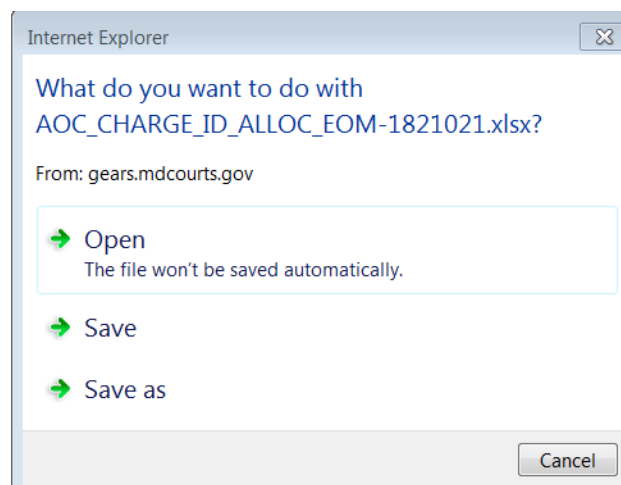 Internet Explorer
What do you want to do with
AOC_CHARGE_ID_ALLOC_EOM-1821021.xlsx?
From: gears.mdcourts.gov
Open
The file won't be saved automatically.
Save
Save as
Cancel